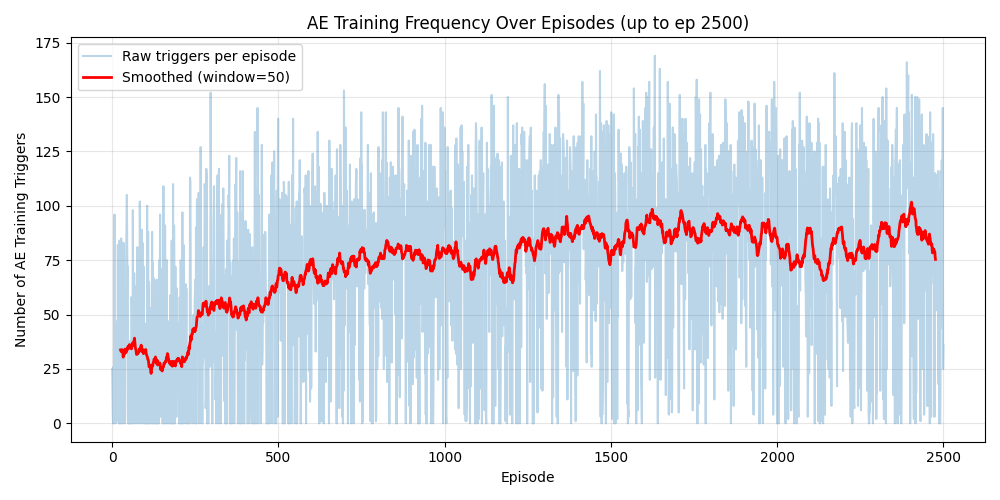 AE Training Frequency Over Episodes (up to ep 2500)
Raw triggers per episode
Smoothed (window=50)
Number of AE Training Triggers
175
150
125
100
75
50
25
0
0 500 1000 1500 2000 2500
Episode